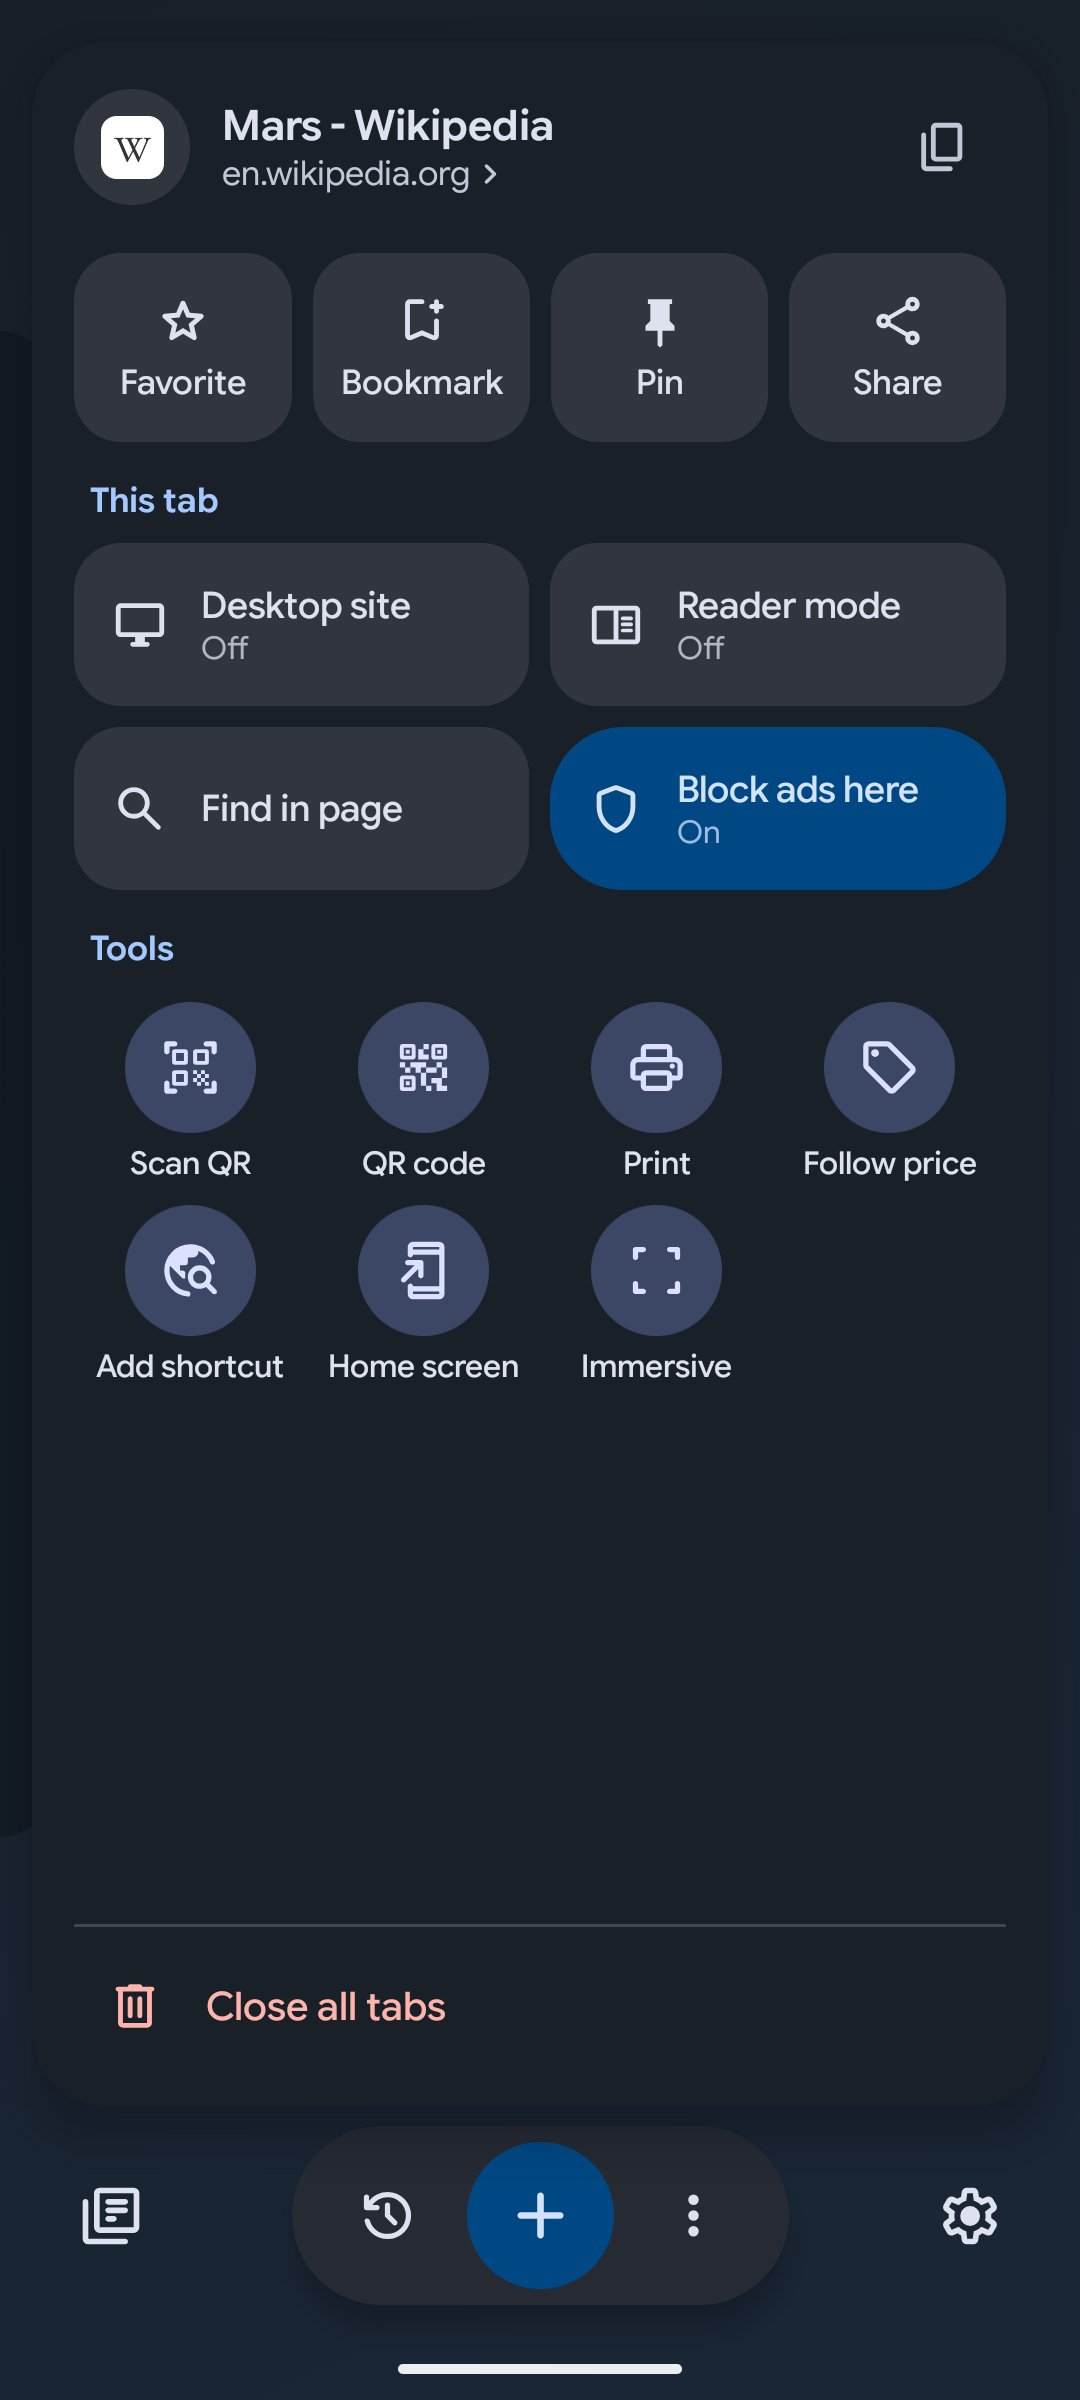 W
Mars - Wikipedia
en.wikipedia.org
Favorite
Bookmark
Pin
Share
This tab
Desktop site
Off
Reader mode
Off
Find in page
Block ads here
On
Tools
Scan QR
QR code
Print
Follow price
Add shortcut
Home screen
Immersive
Close all tabs